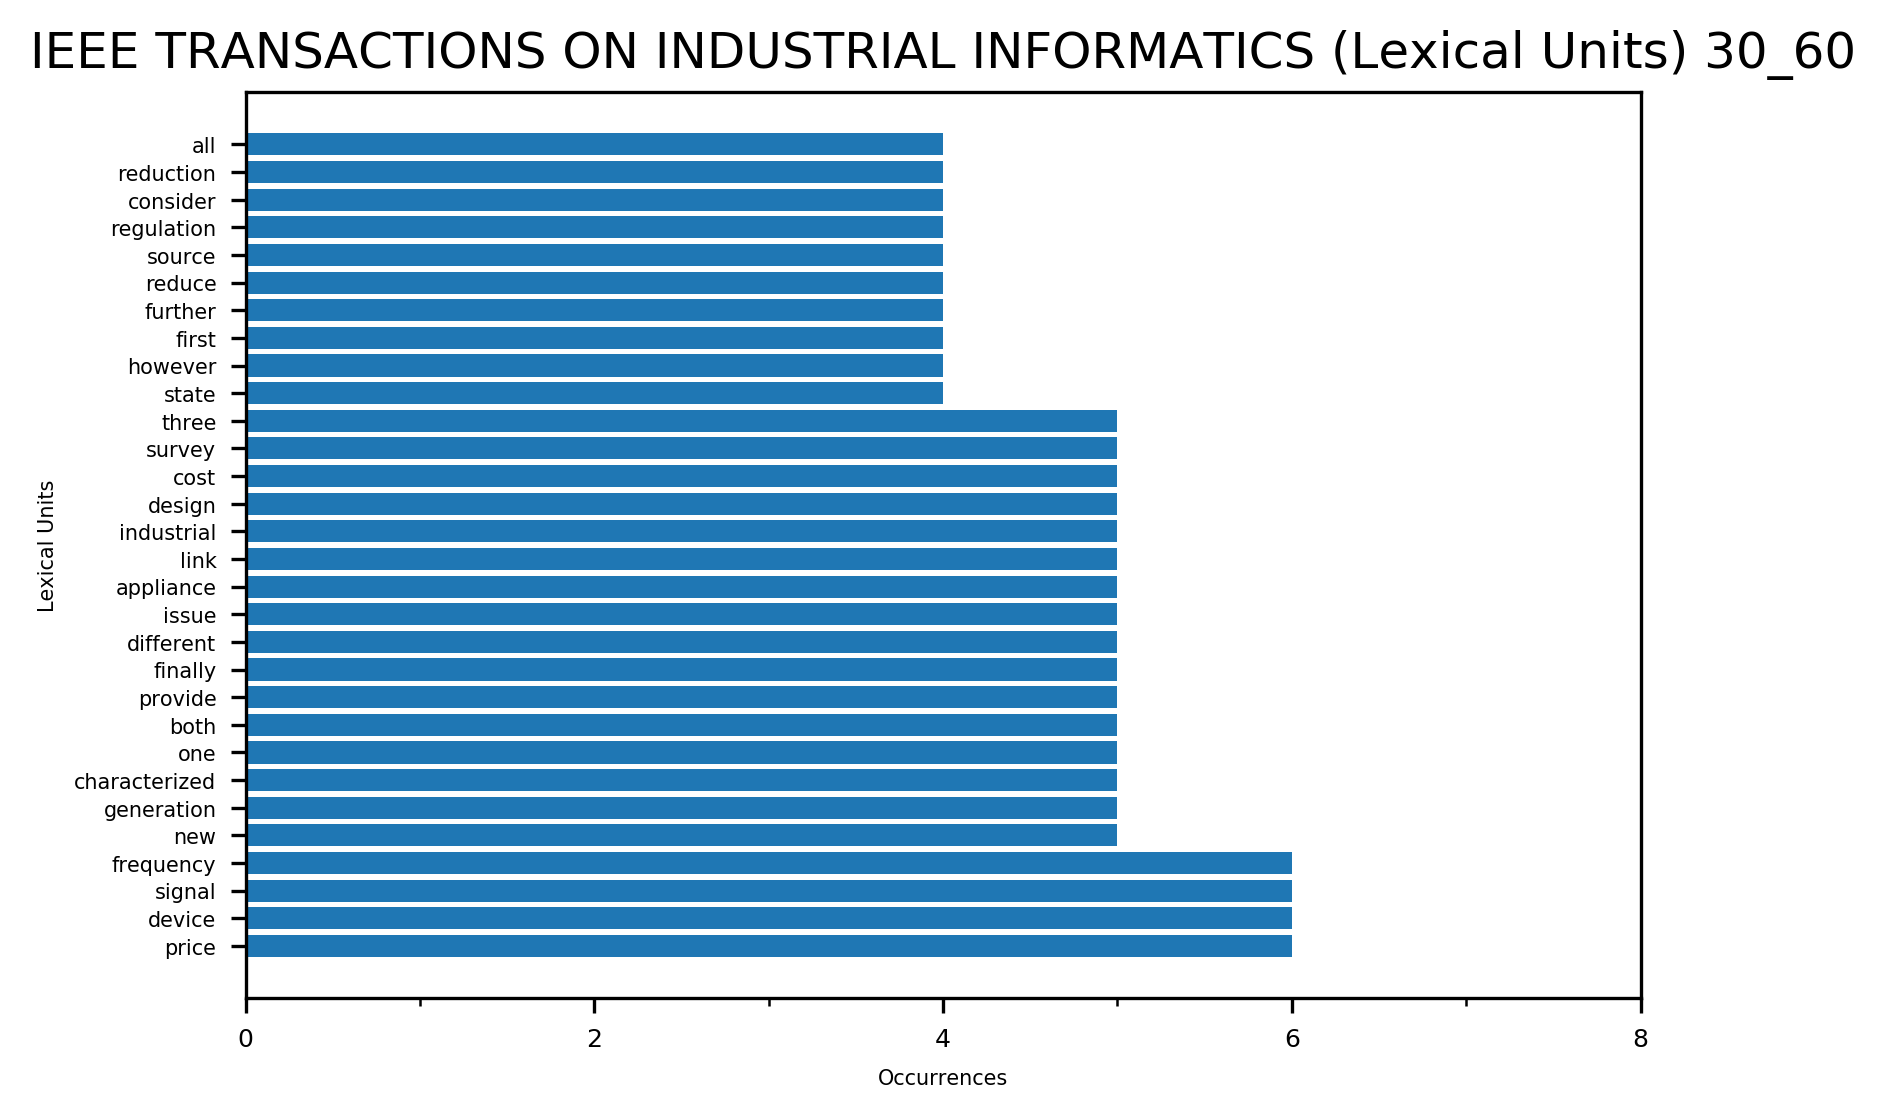 IEEE TRANSACTIONS ON INDUSTRIAL INFORMATICS (Lexical Units) 30_60
all
reduction
consider
regulation
source
reduce
further
first
however
state
three
survey
cost
design
industrial
link
appliance
issue
different
finally
provide
both
one
characterized
generation
new
frequency
signal
device
price
Lexical Units
0 2 4 6 8
Occurrences